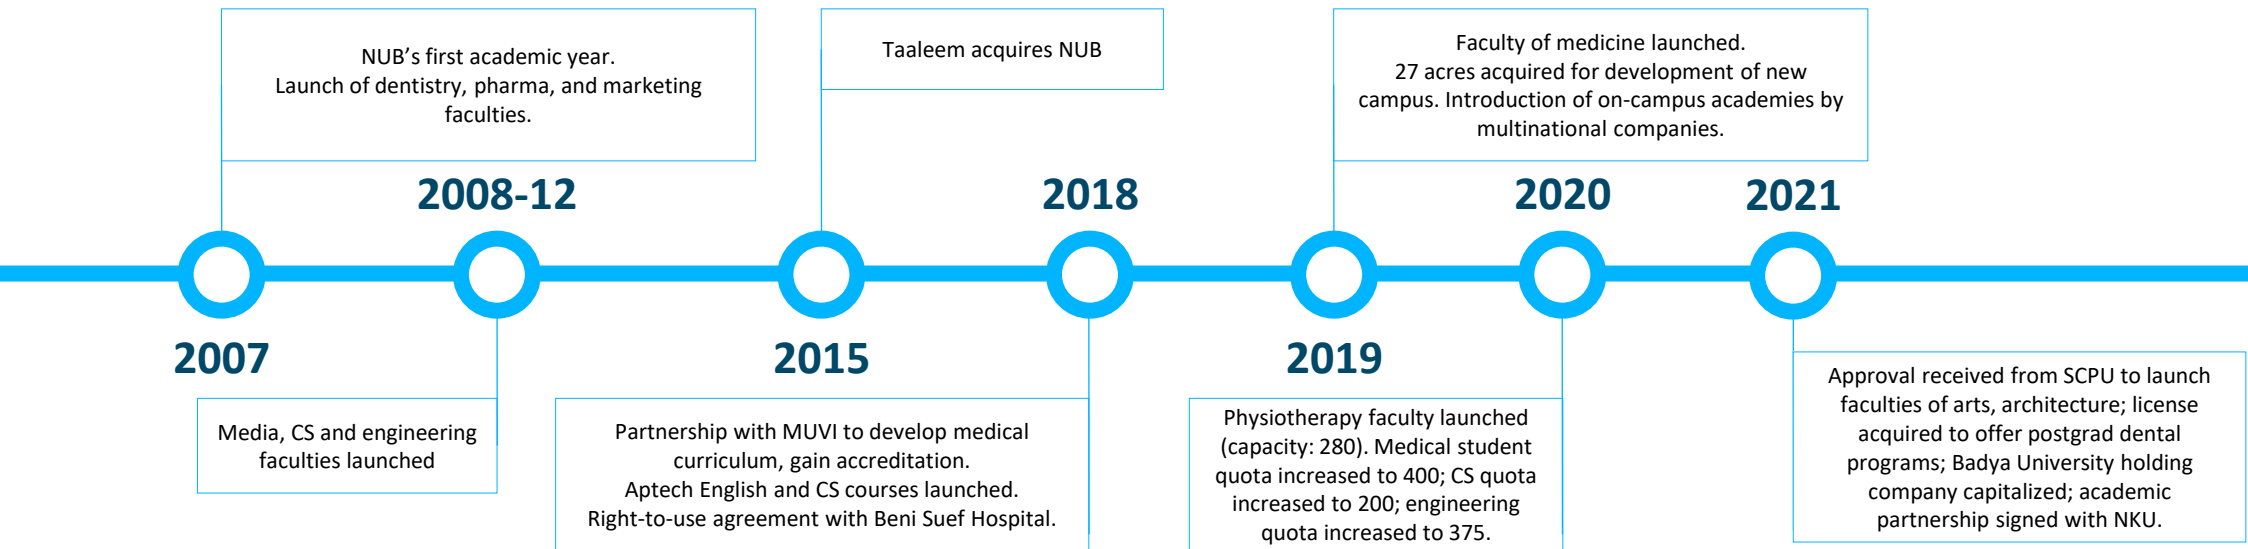 NUB’s first academic year.
Launch of dentistry, pharma, and marketing
faculties.
Taaleem acquires NUB
Faculty of medicine launched.
27 acres acquired for development of new
campus. Introduction of on-campus academies by
multinational companies.
2008-12
2018
2020
2021
2007
2015
2019
Media, CS and engineering
faculties launched
Partnership with MUVI to develop medical
curriculum, gain accreditation.
Aptech English and CS courses launched.
Right-to-use agreement with Beni Suef Hospital.
Physiotherapy faculty launched
(capacity: 280). Medical student
quota increased to 400; CS quota
increased to 200; engineering
quota increased to 375.
Approval received from SCPU to launch
faculties of arts, architecture; license
acquired to offer postgrad dental
programs; Badya University holding
company capitalized; academic
partnership signed with NKU.